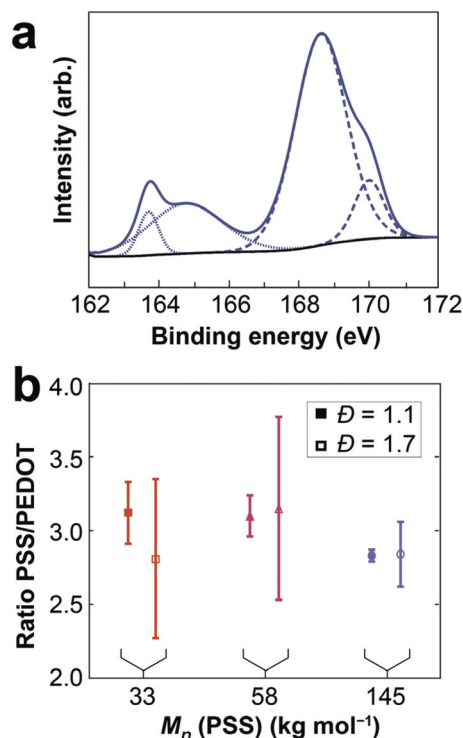 a
Intensity (arb.)
162 164 166 168 170 172
Binding energy (eV)
b
4.0
3.5
3.0
2.5
2.0
Ratio PSS/PEDOT
Đ = 1.1
Đ = 1.7
33 58 145
Mn (PSS) (kg mol⁻¹)